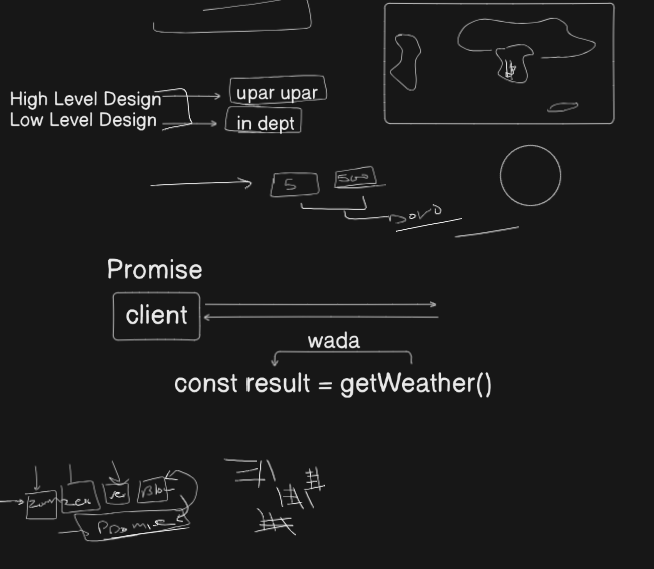 High Level Design
upar upar
Low Level Design
in dept
5
500
Promise
client
wada
const result = getWeather()
Promise